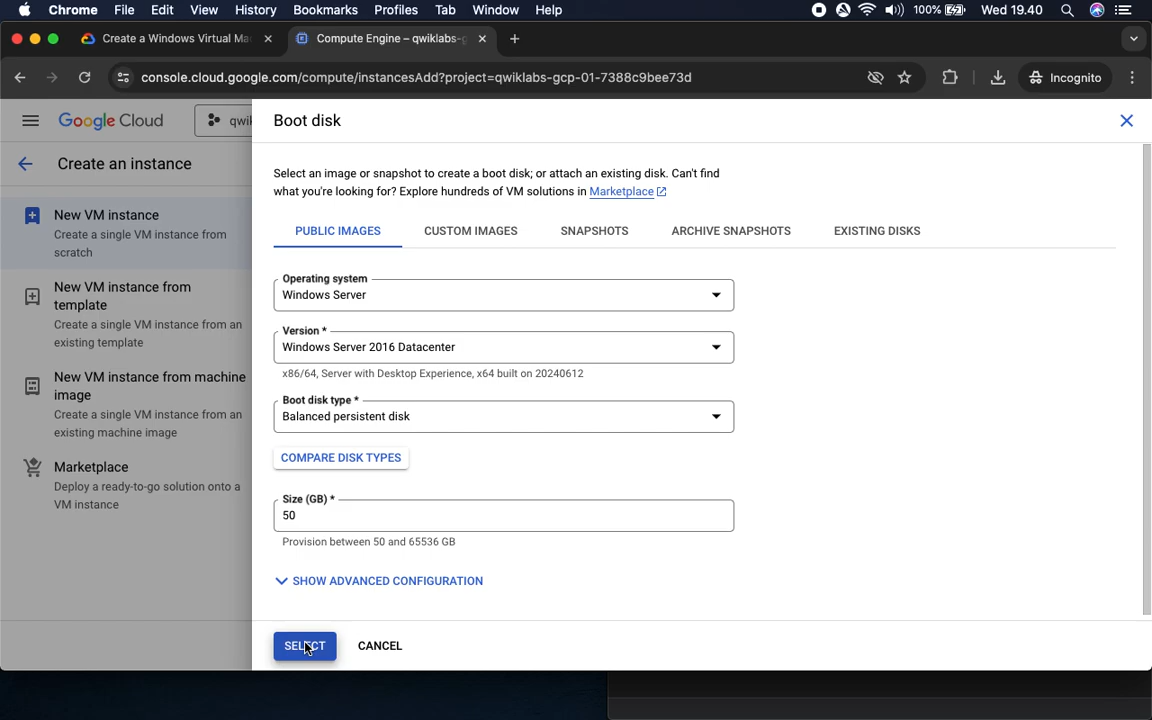 Chrome File Edit View History Bookmarks Profiles Tab Window Help 100% Wed 19.40
Create a Windows Virtual Ma
Compute Engine – qwiklabs-g
console.cloud.google.com/compute/instancesAdd?project=qwiklabs-gcp-01-7388c9bee73d
Incognito
Google Cloud
qwik
Create an instance
New VM instance
Create a single VM instance from
scratch
New VM instance from
template
Create a single VM instance from an
existing template
New VM instance from machine
image
Create a single VM instance from an
existing machine image
Marketplace
Deploy a ready-to-go solution onto a
VM instance
Boot disk
Select an image or snapshot to create a boot disk; or attach an existing disk. Can't find
what you're looking for? Explore hundreds of VM solutions in Marketplace
PUBLIC IMAGES CUSTOM IMAGES SNAPSHOTS ARCHIVE SNAPSHOTS EXISTING DISKS
Operating system
Windows Server
Version *
Windows Server 2016 Datacenter
x86/64, Server with Desktop Experience, x64 built on 20240612
Boot disk type *
Balanced persistent disk
COMPARE DISK TYPES
Size (GB) *
50
Provision between 50 and 65536 GB
SHOW ADVANCED CONFIGURATION
SELECT CANCEL